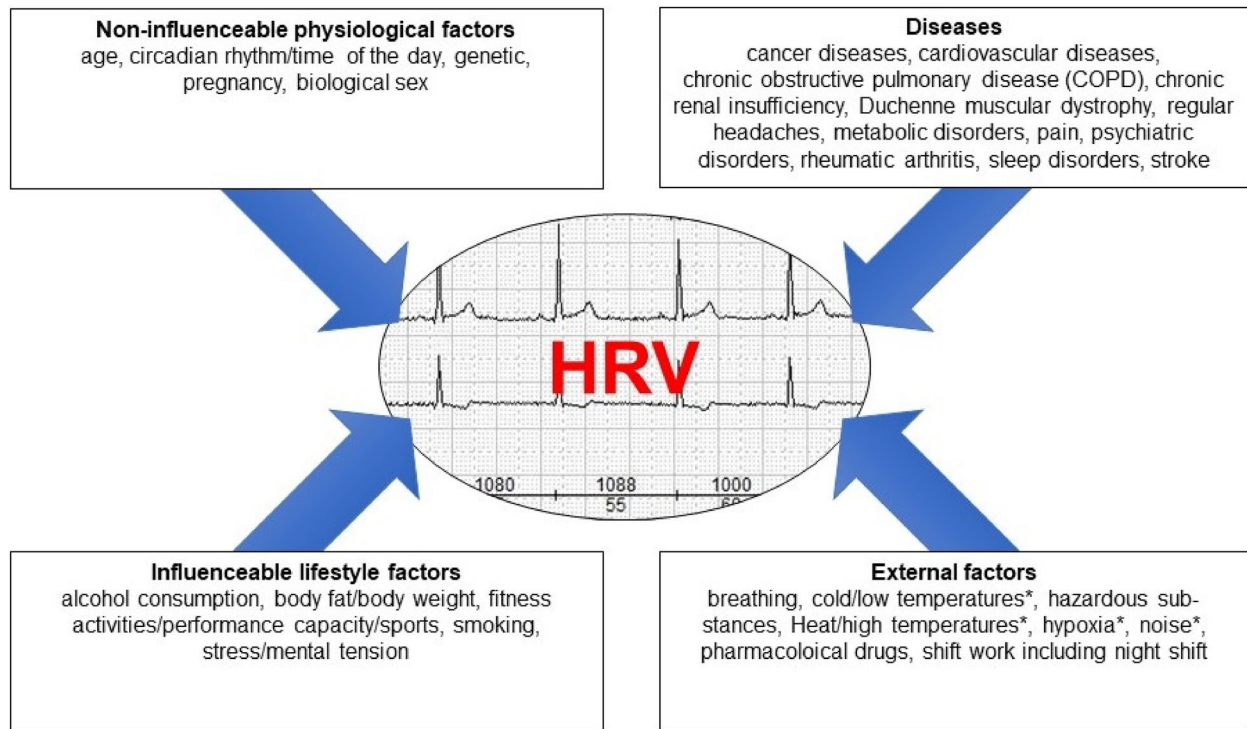 Non-influenceable physiological factors
age, circadian rhythm/time of the day, genetic,
pregnancy, biological sex
Diseases
cancer diseases, cardiovascular diseases,
chronic obstructive pulmonary disease (COPD), chronic
renal insufficiency, Duchenne muscular dystrophy, regular
headaches, metabolic disorders, pain, psychiatric
disorders, rheumatic arthritis, sleep disorders, stroke
HRV
1080 1088 1000
55
Influenceable lifestyle factors
alcohol consumption, body fat/body weight, fitness
activities/performance capacity/sports, smoking,
stress/mental tension
External factors
breathing, cold/low temperatures*, hazardous sub-
stances, Heat/high temperatures*, hypoxia*, noise*,
pharmacoloical drugs, shift work including night shift